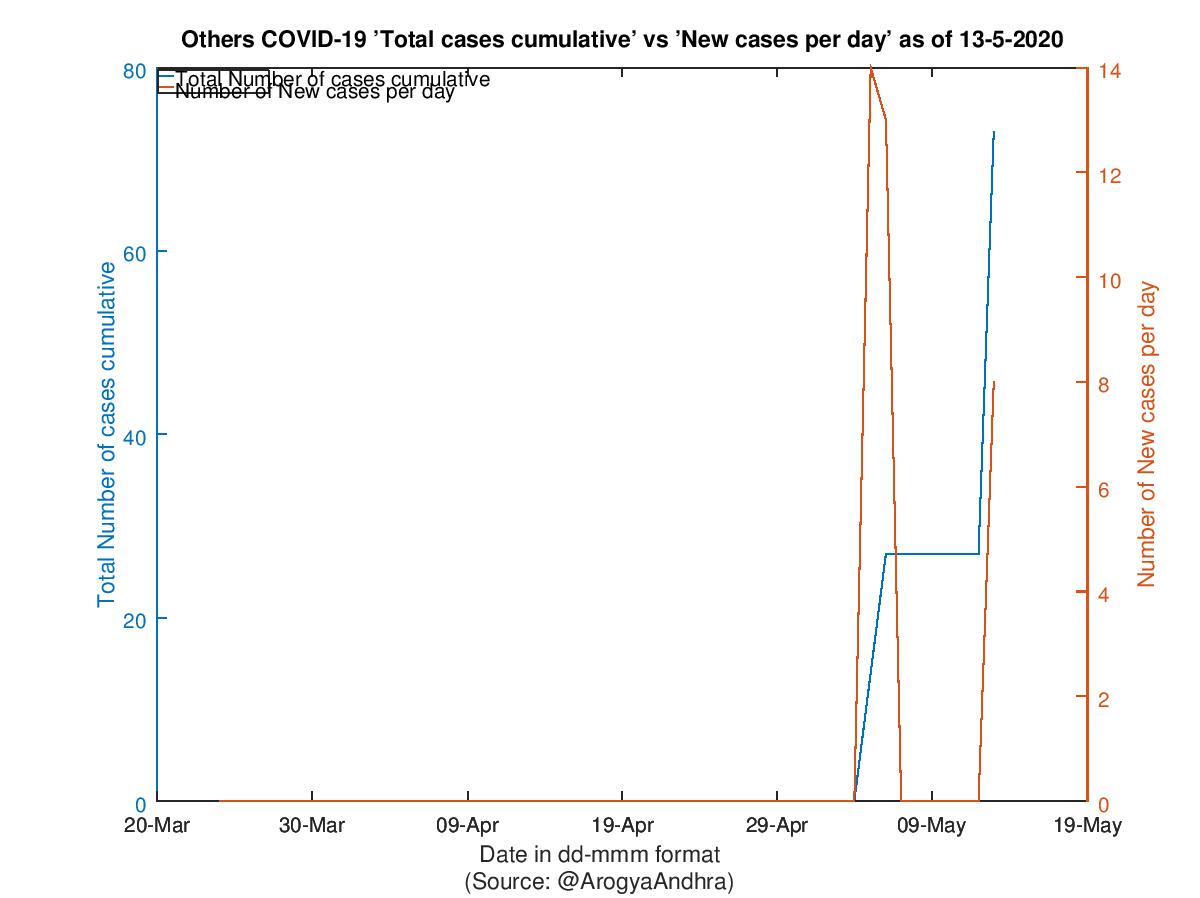 Others COVID-19 ’Total cases cumulative’ vs ’New cases per day’ as of 13-5-2020
Total Number of cases cumulative
Number of New cases per day
80
60
40
20
0
Total Number of cases cumulative
14
12
10
8
6
4
2
0
Number of New cases per day
20-Mar 30-Mar 09-Apr 19-Apr 29-Apr 09-May 19-May
Date in dd-mmm format
(Source: @ArogyaAndhra)